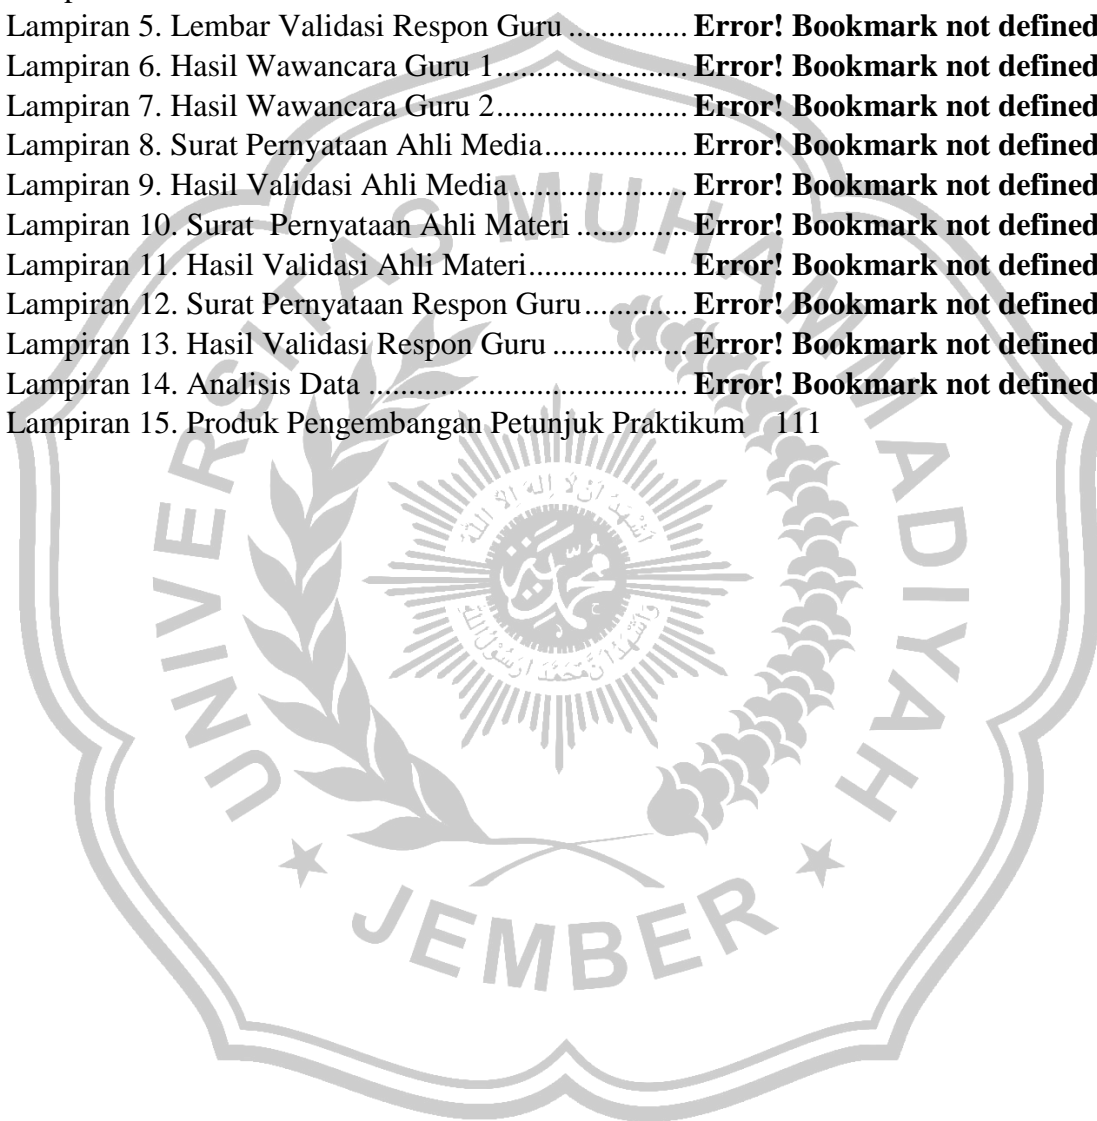 Lampiran 5. Lembar Validasi Respon Guru ............... Error! Bookmark not defined
Lampiran 6. Hasil Wawancara Guru 1........................ Error! Bookmark not defined
Lampiran 7. Hasil Wawancara Guru 2........................ Error! Bookmark not defined
Lampiran 8. Surat Pernyataan Ahli Media.................. Error! Bookmark not defined
Lampiran 9. Hasil Validasi Ahli Media ...................... Error! Bookmark not defined
Lampiran 10. Surat  Pernyataan Ahli Materi .............. Error! Bookmark not defined
Lampiran 11. Hasil Validasi Ahli Materi.................... Error! Bookmark not defined
Lampiran 12. Surat Pernyataan Respon Guru............. Error! Bookmark not defined
Lampiran 13. Hasil Validasi Respon Guru ................. Error! Bookmark not defined
Lampiran 14. Analisis Data ........................................ Error! Bookmark not defined
Lampiran 15. Produk Pengembangan Petunjuk Praktikum   111
UNIVERSITAS MUHAMMADIYAH
JEMBER